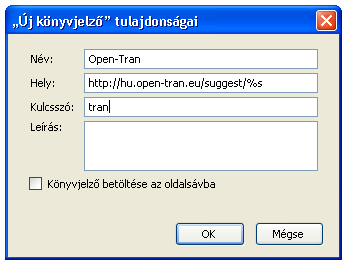 „Új könyvjelző” tulajdonságai
Név: Open-Tran
Hely: http://hu.open-tran.eu/suggest/%s
Kulcsszó: tran
Leírás:
Könyvjelző betöltése az oldalsávba
OK Mégse